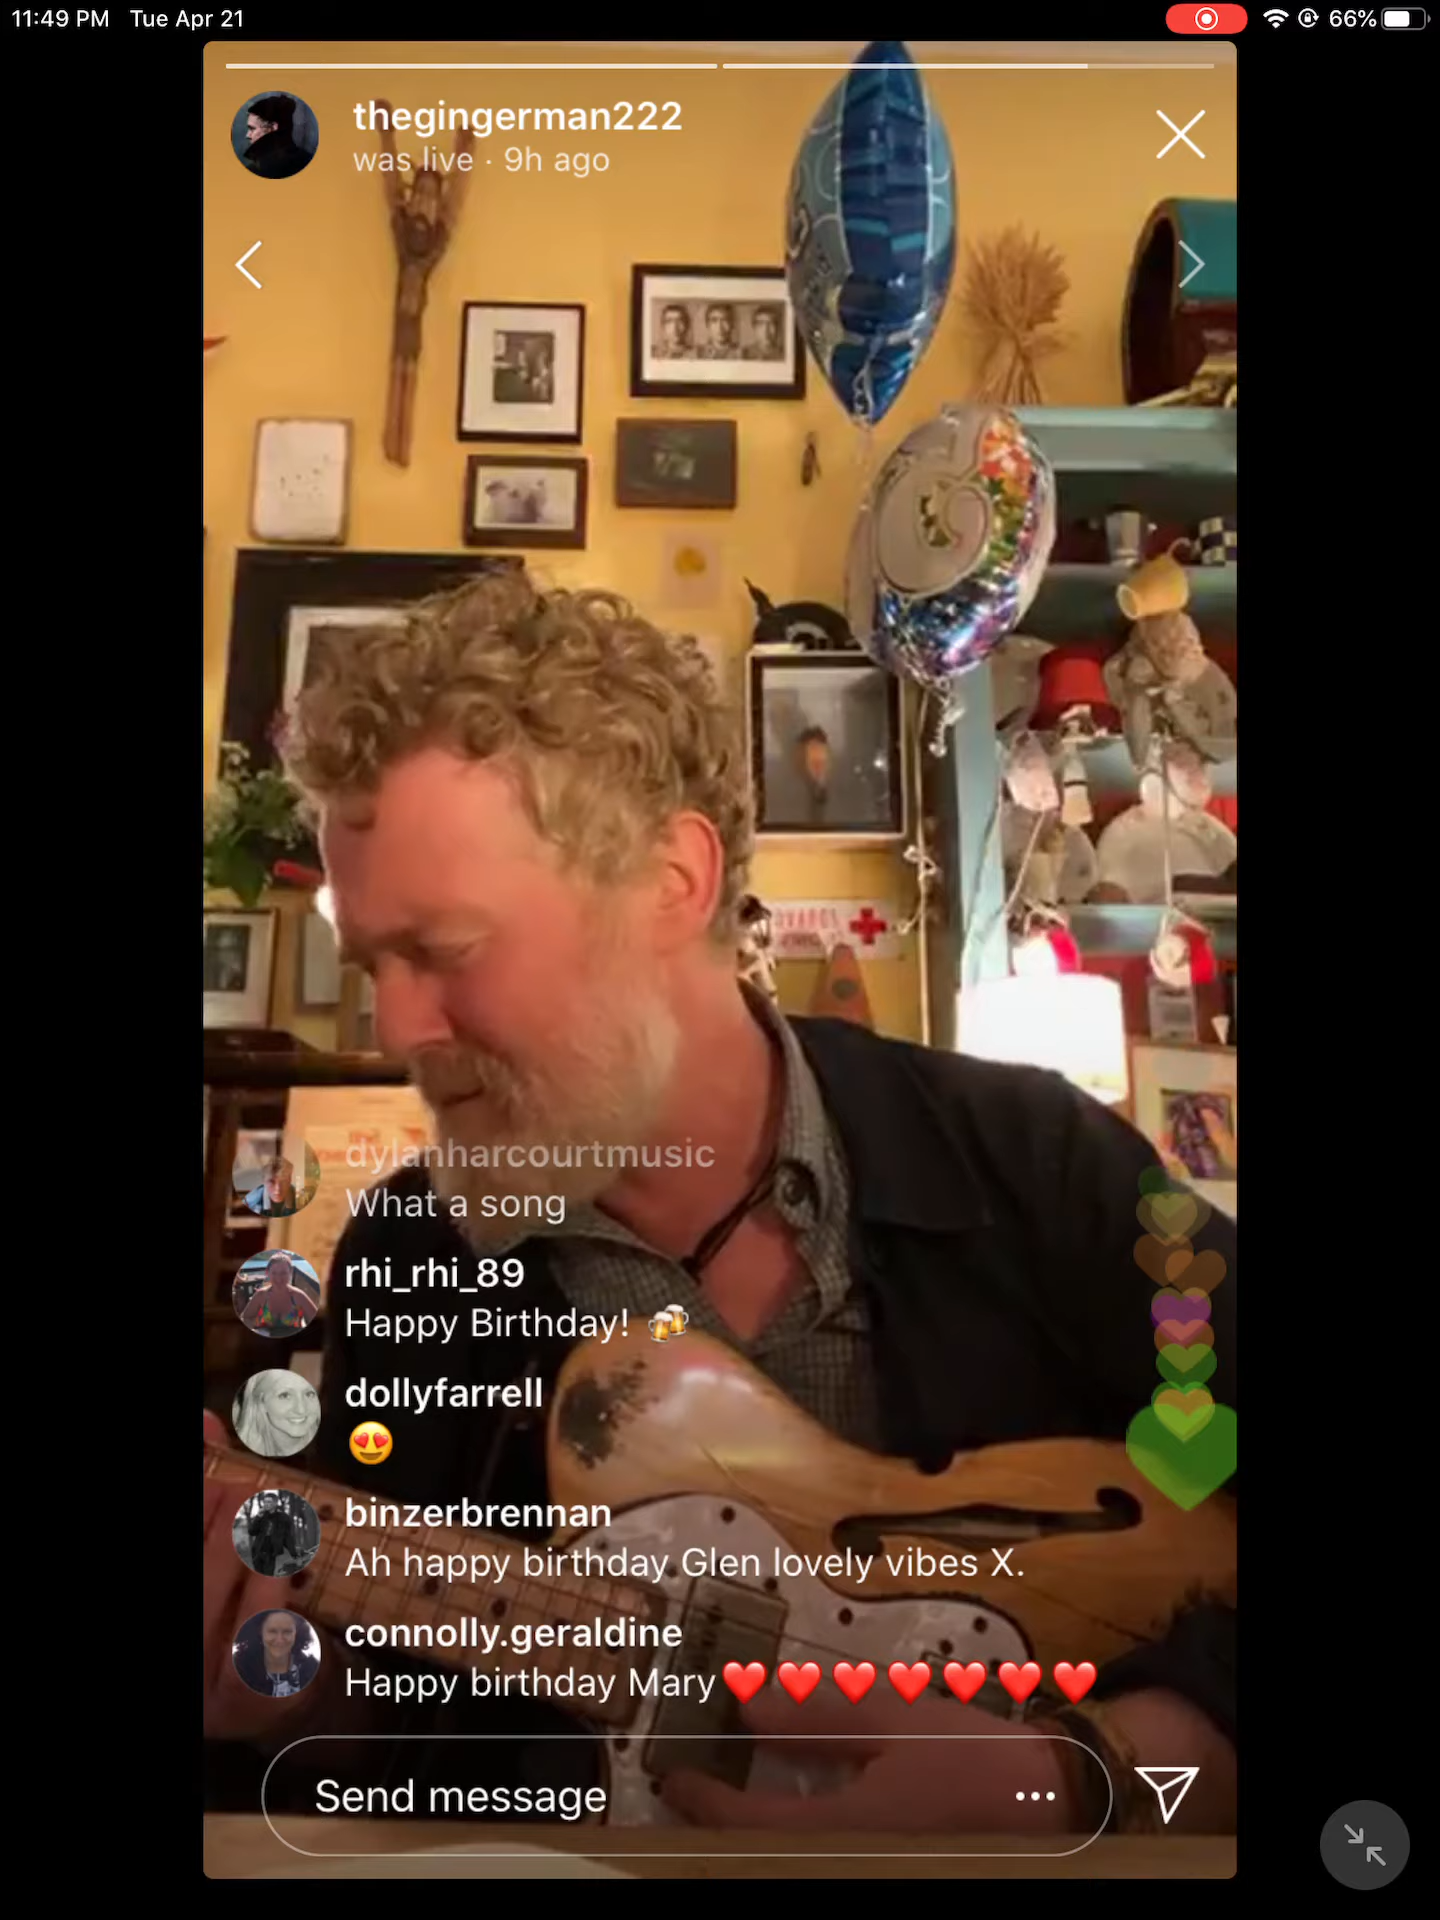 11:49 PM Tue Apr 21
66%
thegingerman222
was live · 9h ago
dylanharcourtmusic
What a song
rhi_rhi_89
Happy Birthday! 🍻
dollyfarrell
😍
binzerbrennan
Ah happy birthday Glen lovely vibes X.
connolly.geraldine
Happy birthday Mary❤️❤️❤️❤️❤️❤️❤️
Send message